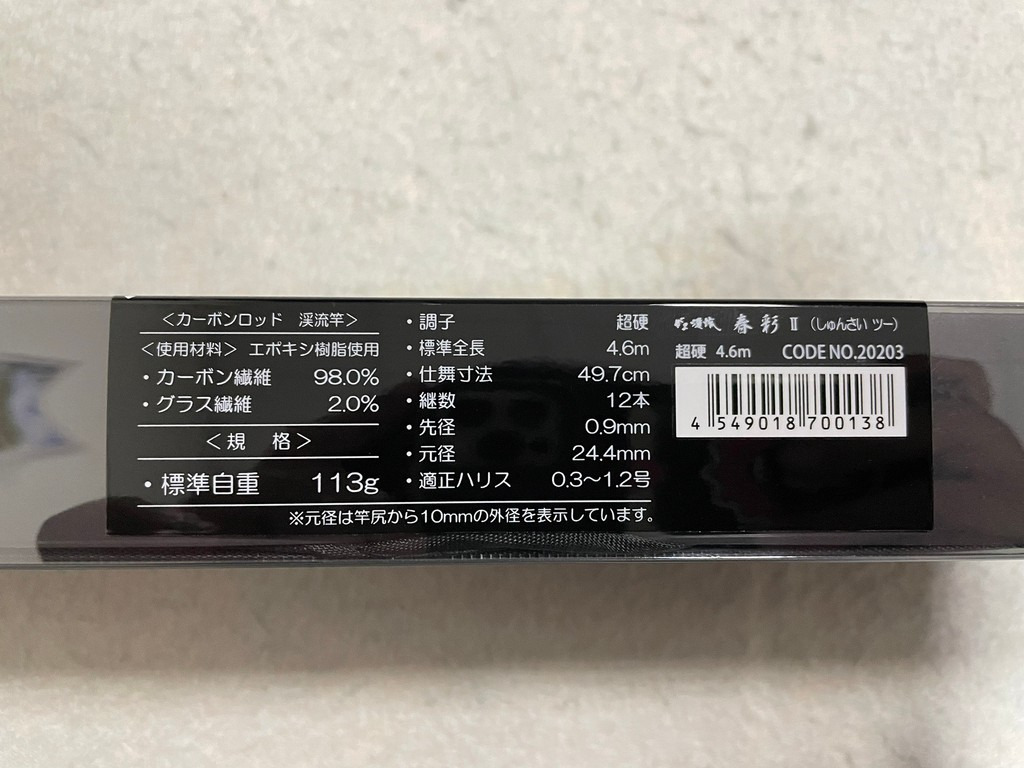 ＜カーボンロッド　渓流竿＞
＜使用材料＞ エポキシ樹脂使用
・カーボン繊維 98.0%
・グラス繊維 2.0%
＜規　格＞
・標準自重 113g
・調子 超硬
・標準全長 4.6m
・仕舞寸法 49.7cm
・継数 12本
・先径 0.9mm
・元径 24.4mm
・適正ハリス 0.3〜1.2号
※元径は竿尻から10mmの外径を表示しています。
春彩 II （しゅんさい ツー）
超硬 4.6m CODE NO.20203
4 549018 700138